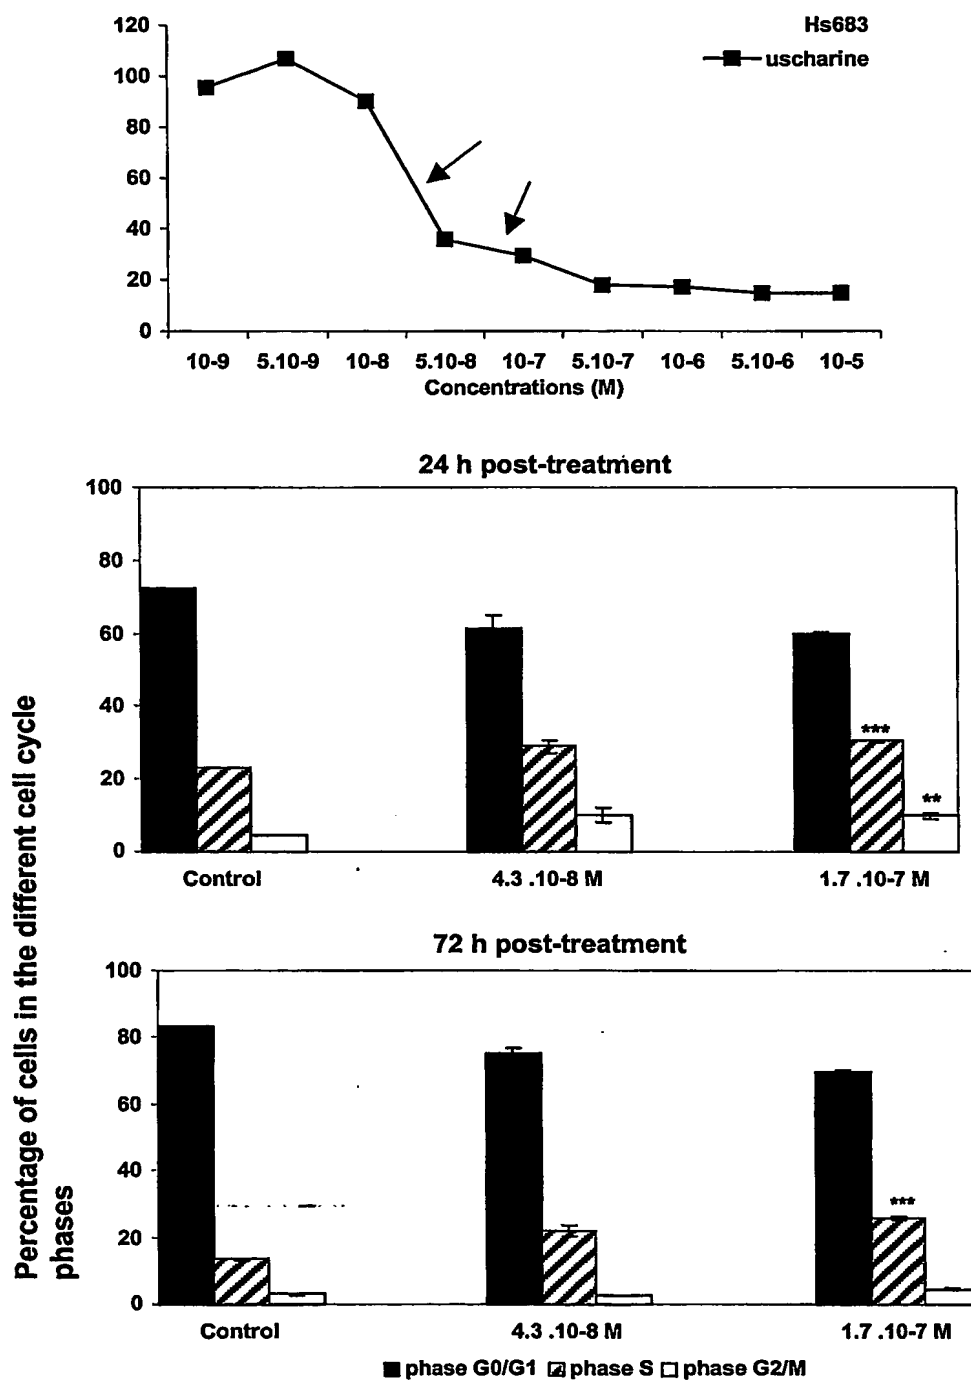 Hs683
uscharine
120
100
80
60
40
20
0
10-9 5.10-9 10-8 5.10-8 10-7 5.10-7 10-6 5.10-6 10-5
Concentrations (M)
24 h post-treatment
100
80
60
40
20
0
***
**
Control 4.3 .10-8 M 1.7 .10-7 M
72 h post-treatment
100
80
60
40
20
0
***
Control 4.3 .10-8 M 1.7 .10-7 M
Percentage of cells in the different cell cycle
phases
phase G0/G1 phase S phase G2/M